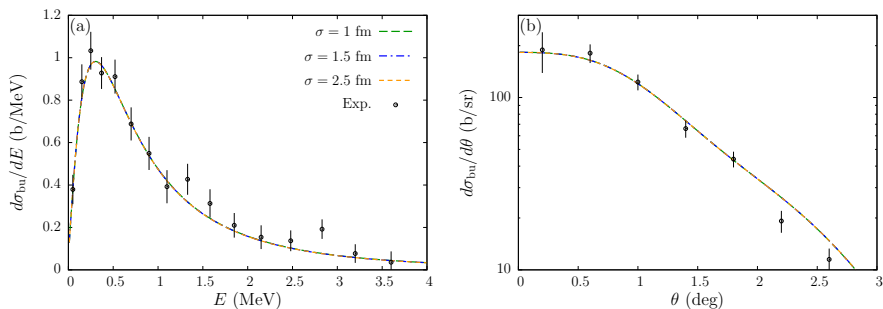 (a)
σ = 1 fm
σ = 1.5 fm
σ = 2.5 fm
Exp.
dσbu/dE (b/MeV)
1.2
1
0.8
0.6
0.4
0.2
0
0 0.5 1 1.5 2 2.5 3 3.5 4
E (MeV)
(b)
dσbu/dθ (b/sr)
100
10
0 0.5 1 1.5 2 2.5 3
θ (deg)